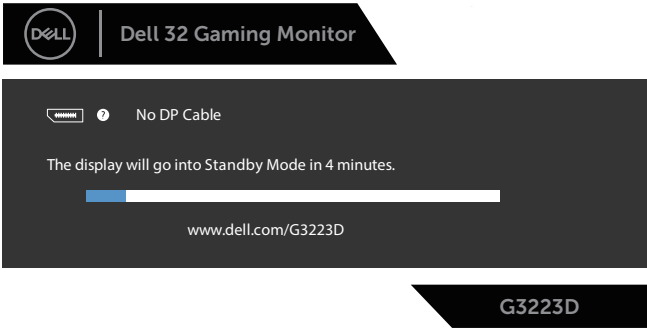 DELL
Dell 32 Gaming Monitor
? No DP Cable
The display will go into Standby Mode in 4 minutes.
www.dell.com/G3223D
G3223D